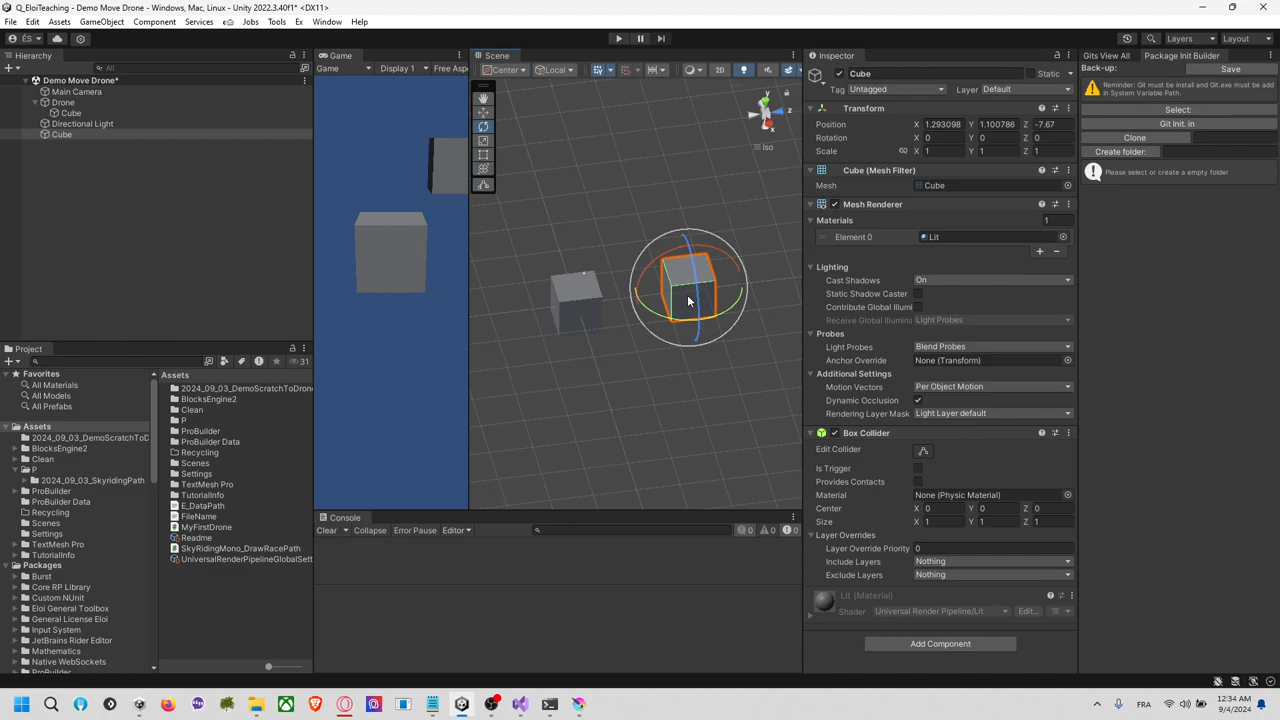 Q_EloiTeaching - Demo Move Drone - Windows, Mac, Linux - Unity 2022.3.40f1* <DX11>
File Edit Assets GameObject Component Services Jobs Tools Ex Window Help
ÉS
Layers Layout
Hierarchy
All
Demo Move Drone*
Main Camera
Drone
Cube
Directional Light
Cube
Game
Game Display 1 Free Aspe
Scene
Center Local 2D
y
z
x
Iso
Inspector
Cube Static
Tag Untagged Layer Default
Transform
Position X 1.293098 Y 1.100786 Z -7.67
Rotation X 0 Y 0 Z 0
Scale X 1 Y 1 Z 1
Cube (Mesh Filter)
Mesh Cube
Mesh Renderer
Materials 1
Element 0 Lit
Lighting
Cast Shadows On
Static Shadow Caster
Contribute Global Illumi
Receive Global Illumina Light Probes
Probes
Light Probes Blend Probes
Anchor Override None (Transform)
Additional Settings
Motion Vectors Per Object Motion
Dynamic Occlusion
Rendering Layer Mask Light Layer default
Box Collider
Edit Collider
Is Trigger
Provides Contacts
Material None (Physic Material)
Center X 0 Y 0 Z 0
Size X 1 Y 1 Z 1
Layer Overrides
Layer Override Priority 0
Include Layers Nothing
Exclude Layers Nothing
Lit (Material)
Shader Universal Render Pipeline/Lit Edit...
Add Component
Gits View All Package Init Builder
Back-up: Save
Reminder: Git must be install and Git.exe must be add in System Variable Path.
Select:
Git Init. in
Clone
Create folder:
Please select or create a empty folder
Project
31
Favorites
All Materials
All Models
All Prefabs
Assets
2024_09_03_DemoScratchToD
BlocksEngine2
Clean
P
2024_09_03_SkyridingPath
ProBuilder
ProBuilder Data
Recycling
Scenes
Settings
TextMesh Pro
TutorialInfo
Packages
Burst
Core RP Library
Custom NUnit
Eloi General Toolbox
General License Eloi
Input System
JetBrains Rider Editor
Mathematics
Native WebSockets
ProBuilder
Assets
2024_09_03_DemoScratchToDrone
BlocksEngine2
Clean
P
ProBuilder
ProBuilder Data
Recycling
Scenes
Settings
TextMesh Pro
TutorialInfo
E_DataPath
FileName
MyFirstDrone
Readme
SkyRidingMono_DrawRacePath
UniversalRenderPipelineGlobalSett
Console
Clear Collapse Error Pause Editor 0 0 0
FRA
12:34 AM
9/4/2024